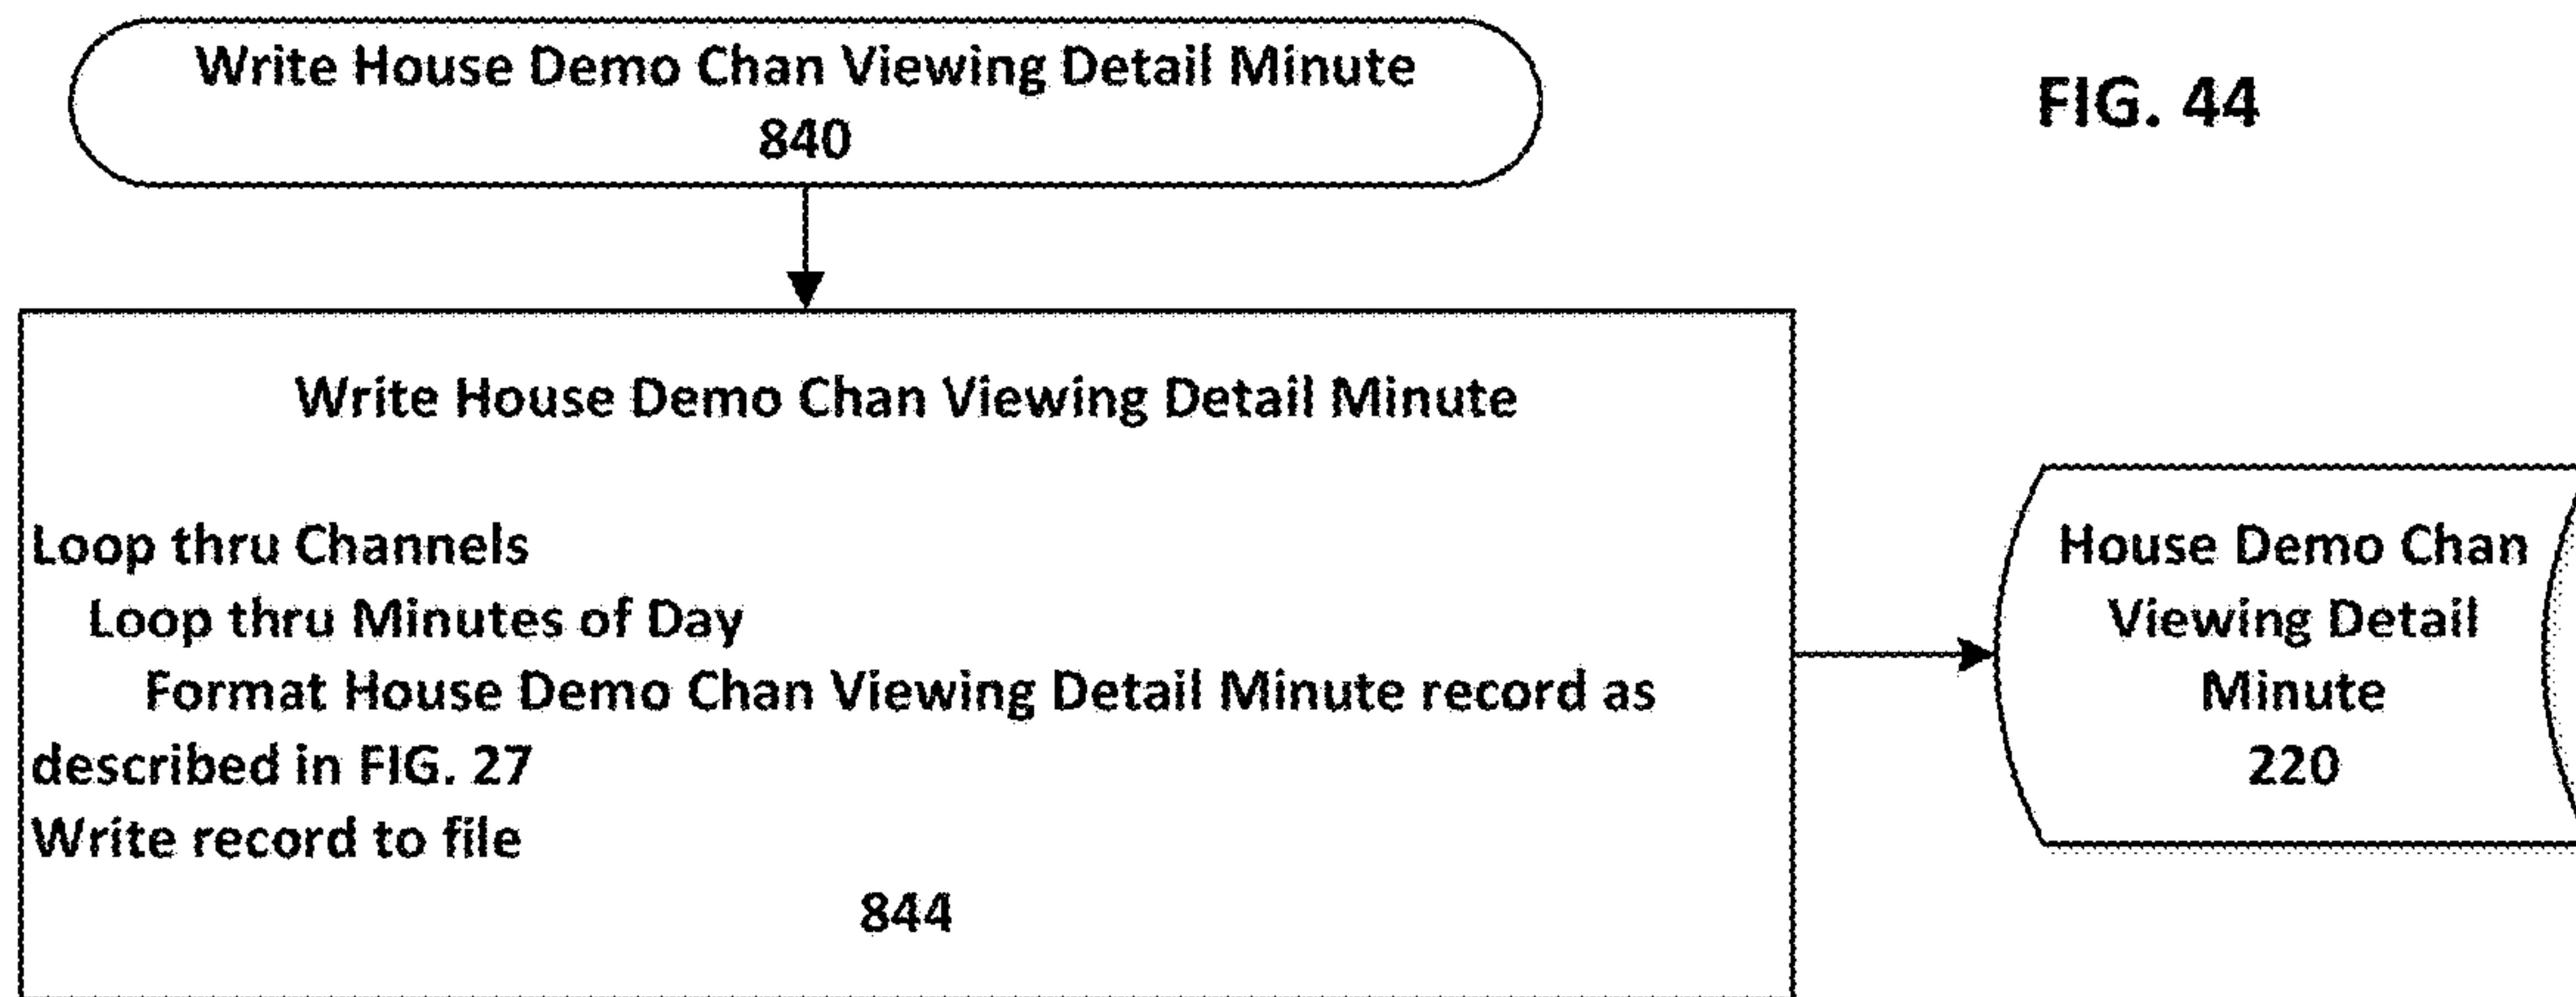 Write House Demo Chan Viewing Detail Minute
840
FIG. 44
Write House Demo Chan Viewing Detail Minute
Loop thru Channels
Loop thru Minutes of Day
Format House Demo Chan Viewing Detail Minute record as
described in FIG. 27
Write record to file
844
House Demo Chan
Viewing Detail
Minute
220